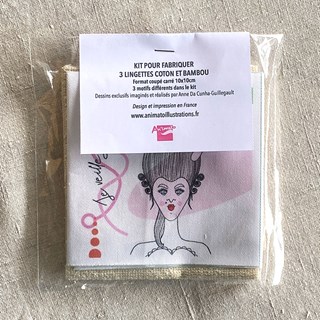 KIT POUR FABRIQUER
3 LINGETTES COTON ET BAMBOU
Format coupé carré 10x10cm
3 motifs différents dans le kit
Dessins exclusifs imaginés et réalisés par Anne Da Cunha-Guillegault
Design et impression en France
www.animatoillustrations.fr
Animato